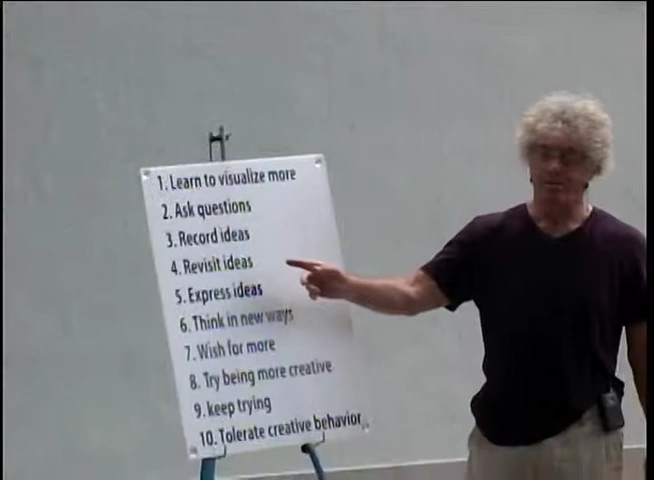 1. Learn to visualize more
2. Ask questions
3. Record ideas
4. Revisit ideas
5. Express ideas
6. Think in new ways
7. Wish for more
8. Try being more creative
9. keep trying
10. Tolerate creative behavior